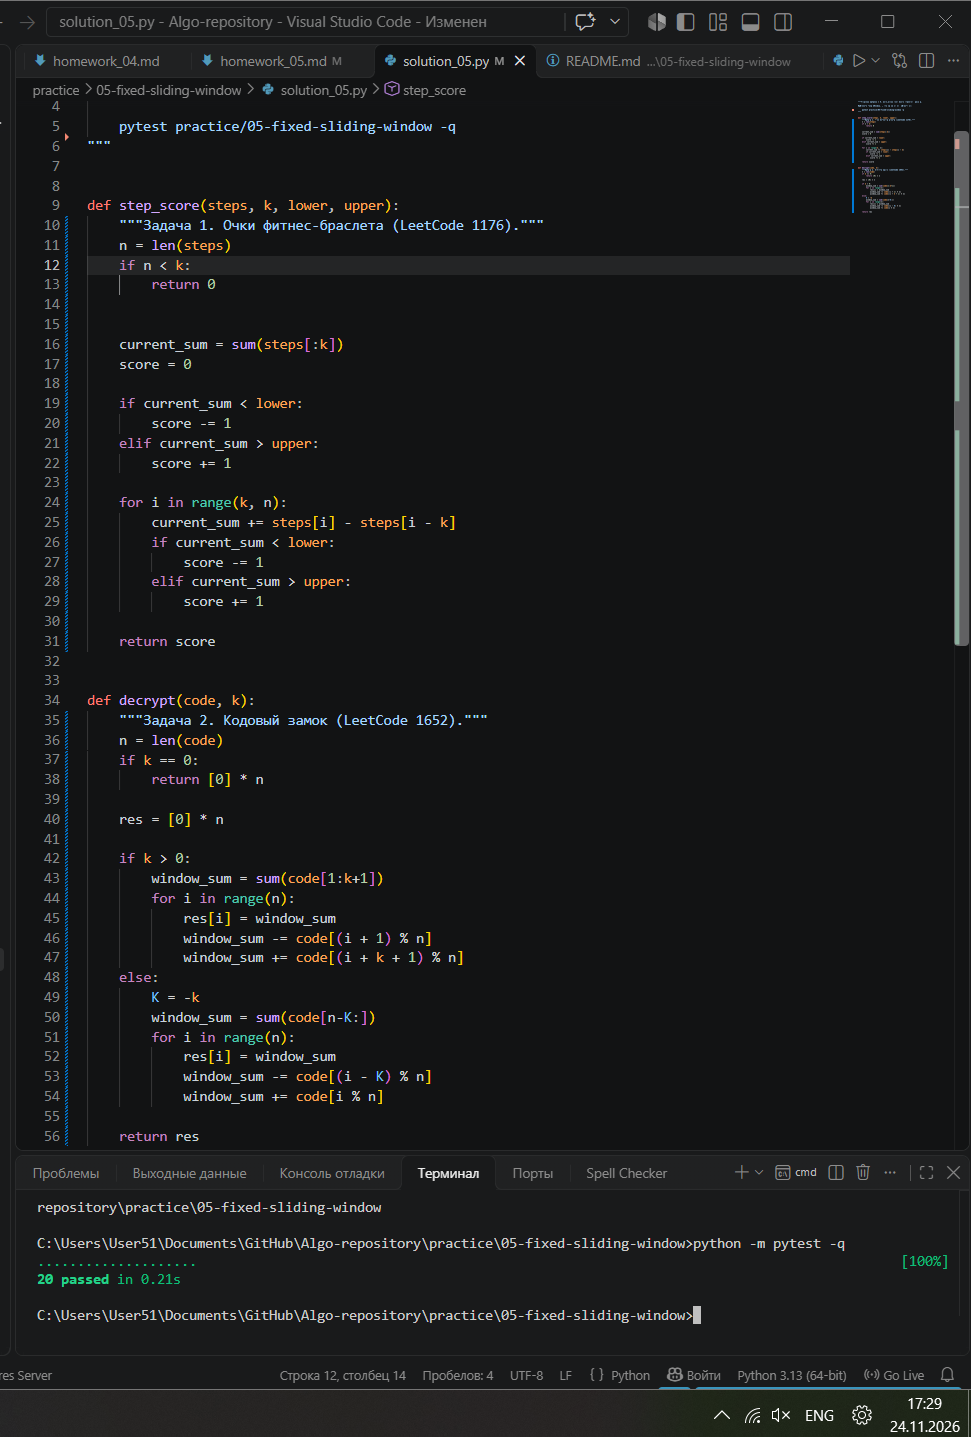 solution_05.py - Algo-repository - Visual Studio Code - Изменен
homework_04.md
homework_05.md M
solution_05.py M
README.md ...\05-fixed-sliding-window
practice > 05-fixed-sliding-window > solution_05.py > step_score
4
5 pytest practice/05-fixed-sliding-window -q
6 """
7
8
9 def step_score(steps, k, lower, upper):
10 """Задача 1. Очки фитнес-браслета (LeetCode 1176)."""
11 n = len(steps)
12 if n < k:
13 return 0
14
15
16 current_sum = sum(steps[:k])
17 score = 0
18
19 if current_sum < lower:
20 score -= 1
21 elif current_sum > upper:
22 score += 1
23
24 for i in range(k, n):
25 current_sum += steps[i] - steps[i - k]
26 if current_sum < lower:
27 score -= 1
28 elif current_sum > upper:
29 score += 1
30
31 return score
32
33
34 def decrypt(code, k):
35 """Задача 2. Кодовый замок (LeetCode 1652)."""
36 n = len(code)
37 if k == 0:
38 return [0] * n
39
40 res = [0] * n
41
42 if k > 0:
43 window_sum = sum(code[1:k+1])
44 for i in range(n):
45 res[i] = window_sum
46 window_sum -= code[(i + 1) % n]
47 window_sum += code[(i + k + 1) % n]
48 else:
49 K = -k
50 window_sum = sum(code[n-K:])
51 for i in range(n):
52 res[i] = window_sum
53 window_sum -= code[(i - K) % n]
54 window_sum += code[i % n]
55
56 return res
Проблемы Выходные данные Консоль отладки Терминал Порты Spell Checker cmd
repository\practice\05-fixed-sliding-window
C:\Users\User51\Documents\GitHub\Algo-repository\practice\05-fixed-sliding-window>python -m pytest -q
.................... [100%]
20 passed in 0.21s
C:\Users\User51\Documents\GitHub\Algo-repository\practice\05-fixed-sliding-window>
res Server Строка 12, столбец 14 Пробелов: 4 UTF-8 LF { } Python Войти Python 3.13 (64-bit) Go Live
ENG 17:29
24.11.2026